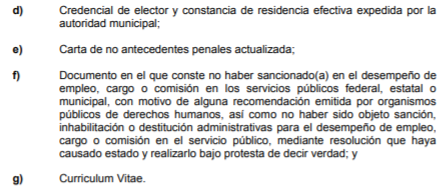 d) Credencial de elector y constancia de residencia efectiva expedida por la
autoridad municipal;
e) Carta de no antecedentes penales actualizada;
f) Documento en el que conste no haber sancionado(a) en el desempeño de
empleo, cargo o comisión en los servicios públicos federal, estatal o
municipal, con motivo de alguna recomendación emitida por organismos
públicos de derechos humanos, así como no haber sido objeto sanción,
inhabilitación o destitución administrativas para el desempeño de empleo,
cargo o comisión en el servicio público, mediante resolución que haya
causado estado y realizarlo bajo protesta de decir verdad; y
g) Curriculum Vitae.